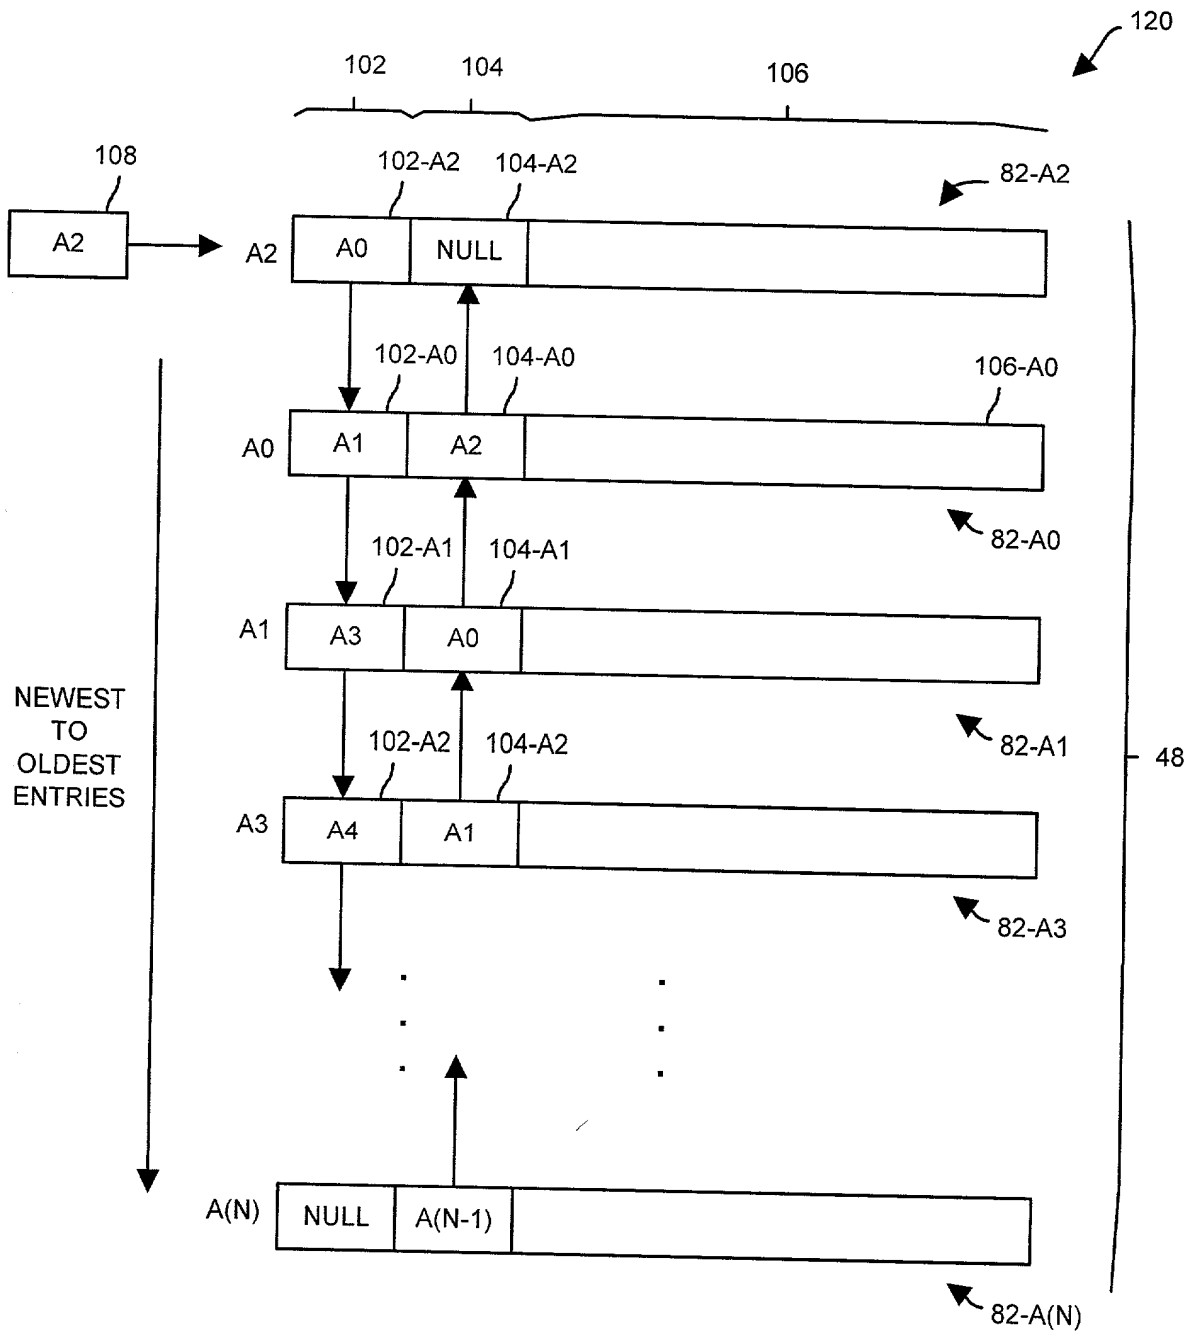 120
102
104
106
108
102-A2
104-A2
82-A2
A2
A2
A0
NULL
102-A0
104-A0
106-A0
A0
A1
A2
82-A0
102-A1
104-A1
A1
A3
A0
82-A1
NEWEST
TO
OLDEST
ENTRIES
48
102-A2
104-A2
A3
A4
A1
82-A3
A(N)
NULL
A(N-1)
82-A(N)